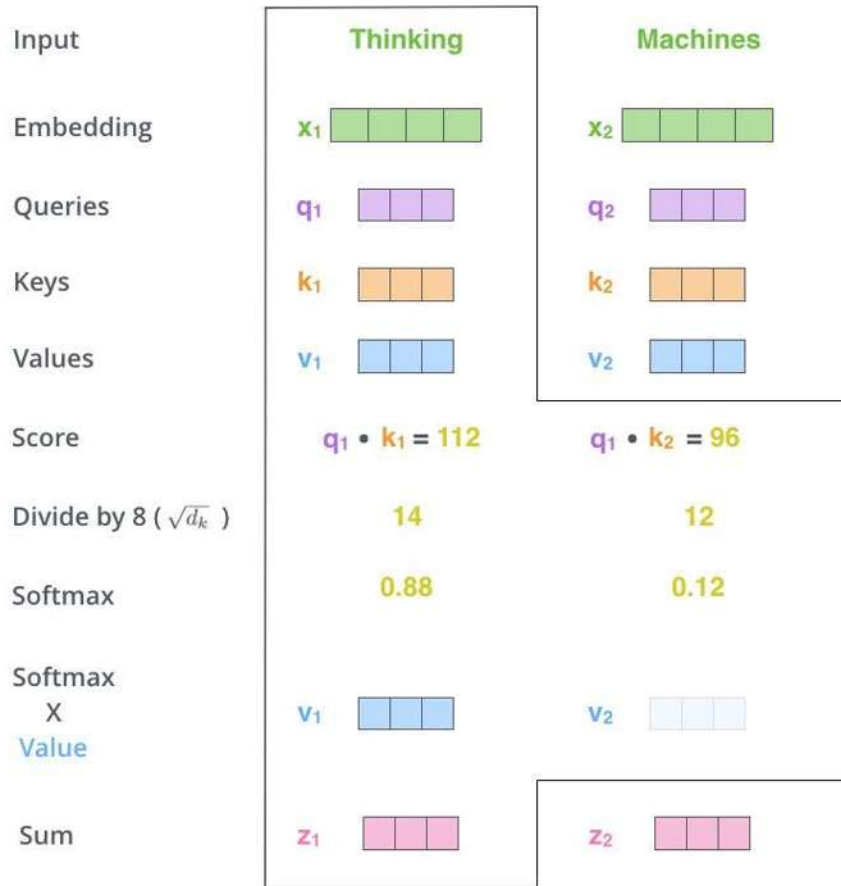 Input Thinking Machines
Embedding x₁ x₂
Queries q₁ q₂
Keys k₁ k₂
Values v₁ v₂
Score q₁ • k₁ = 112 q₁ • k₂ = 96
Divide by 8 ( √dₖ ) 14 12
Softmax 0.88 0.12
Softmax
X
Value v₁ v₂
Sum z₁ z₂